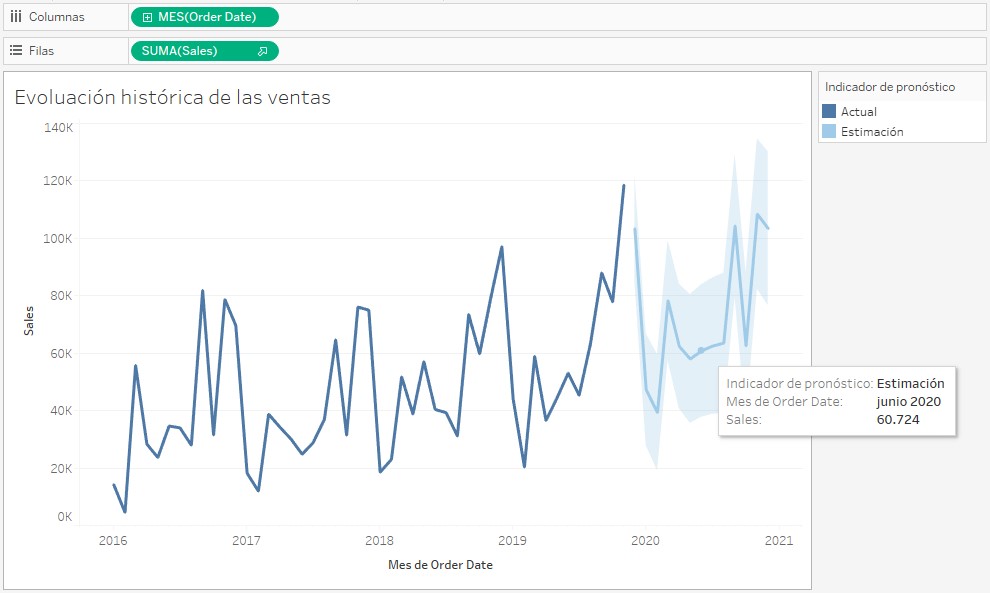 Columnas MES(Order Date)
Filas SUMA(Sales)
Evoluación histórica de las ventas
Indicador de pronóstico
Actual
Estimación
140K
120K
100K
80K
60K
40K
20K
0K
Sales
2016 2017 2018 2019 2020 2021
Mes de Order Date
Indicador de pronóstico: Estimación
Mes de Order Date: junio 2020
Sales: 60.724